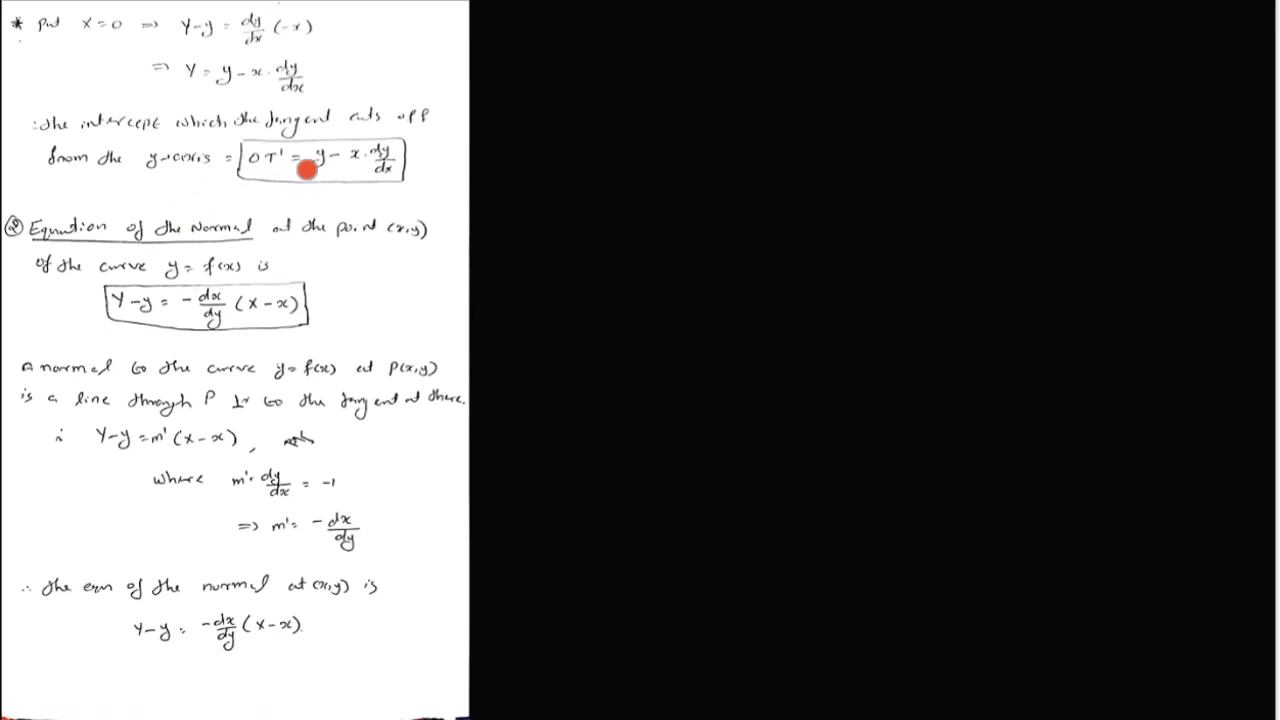 * put X=0 ⇒ Y-y = dy/dx (-x)
⇒ Y = y - x. dy/dx
∴ the intercept which the tangent cuts off
from the y-axis = OT' = y - x. dy/dx
② Equation of the Normal at the point (x,y)
of the curve y = f(x) is
Y-y = - dx/dy (X-x)
A normal to the curve y=f(x) at P(x,y)
is a line through P ⊥r to the tangent at there.
∴ Y-y = m' (X-x),
where m'. dy/dx = -1
⇒ m' = - dx/dy
∴ the eqn of the normal at (x,y) is
Y-y = - dx/dy (X-x).